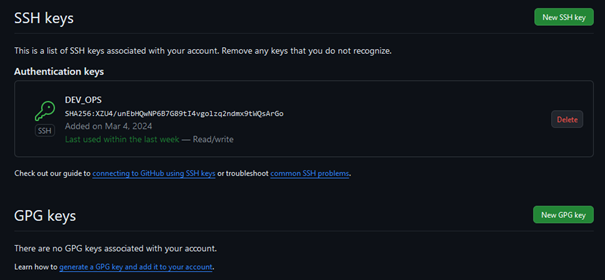 SSH keys
New SSH key
This is a list of SSH keys associated with your account. Remove any keys that you do not recognize.
Authentication keys
DEV_OPS
SHA256:XZU4/unEbHQwNP6B7G89tI4vgolzq2ndmx9tWQsArGo
Added on Mar 4, 2024
Last used within the last week — Read/write
SSH
Delete
Check out our guide to connecting to GitHub using SSH keys or troubleshoot common SSH problems.
GPG keys
New GPG key
There are no GPG keys associated with your account.
Learn how to generate a GPG key and add it to your account.